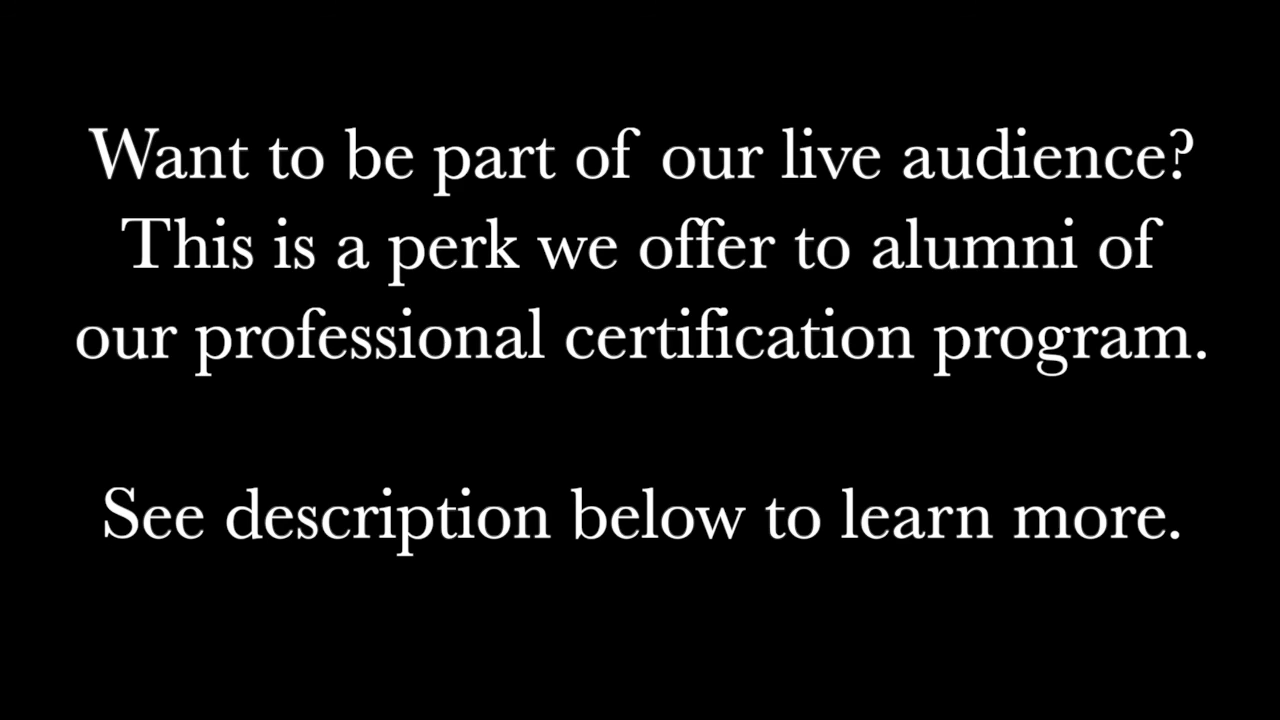 Want to be part of our live audience?
This is a perk we offer to alumni of
our professional certification program.
See description below to learn more.